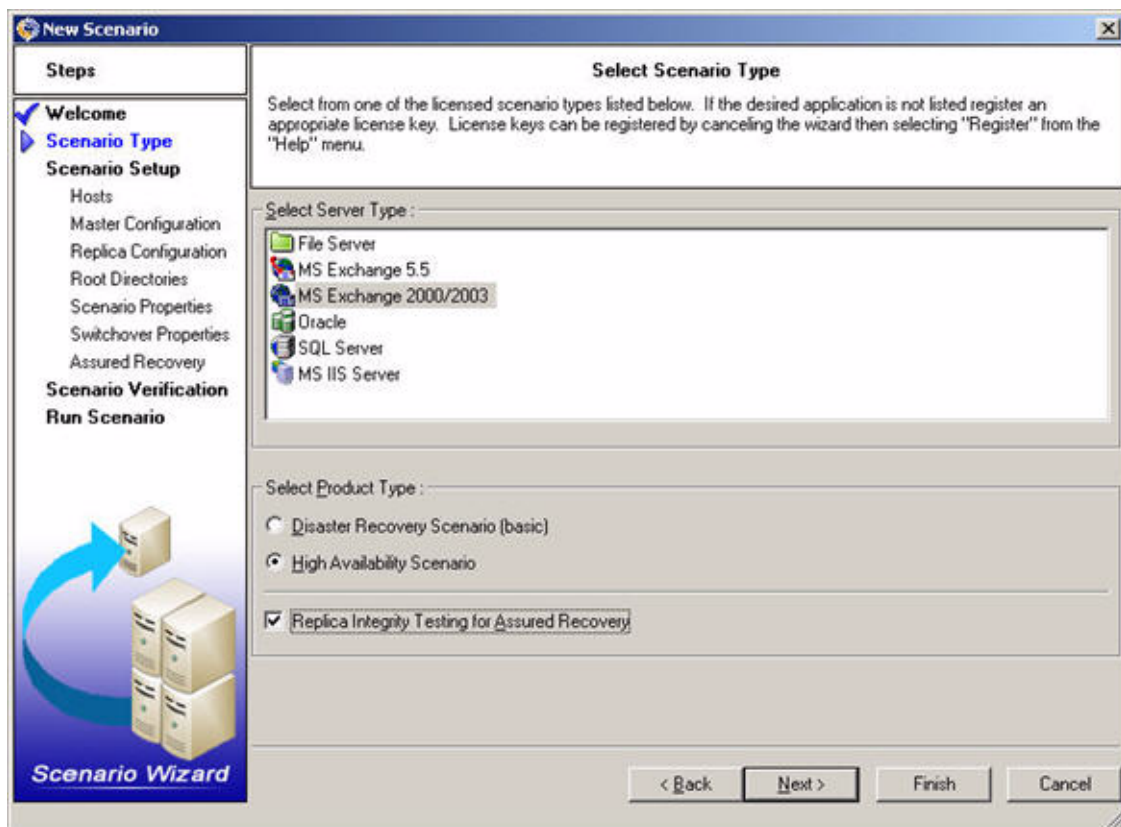 New Scenario
Steps
Welcome
Scenario Type
Scenario Setup
Hosts
Master Configuration
Replica Configuration
Root Directories
Scenario Properties
Switchover Properties
Assured Recovery
Scenario Verification
Run Scenario
Scenario Wizard
Select Scenario Type
Select from one of the licensed scenario types listed below. If the desired application is not listed register an
appropriate license key. License keys can be registered by canceling the wizard then selecting "Register" from the
"Help" menu.
Select Server Type :
File Server
MS Exchange 5.5
MS Exchange 2000/2003
Oracle
SQL Server
MS IIS Server
Select Product Type :
Disaster Recovery Scenario (basic)
High Availability Scenario
Replica Integrity Testing for Assured Recovery
< Back
Next >
Finish
Cancel